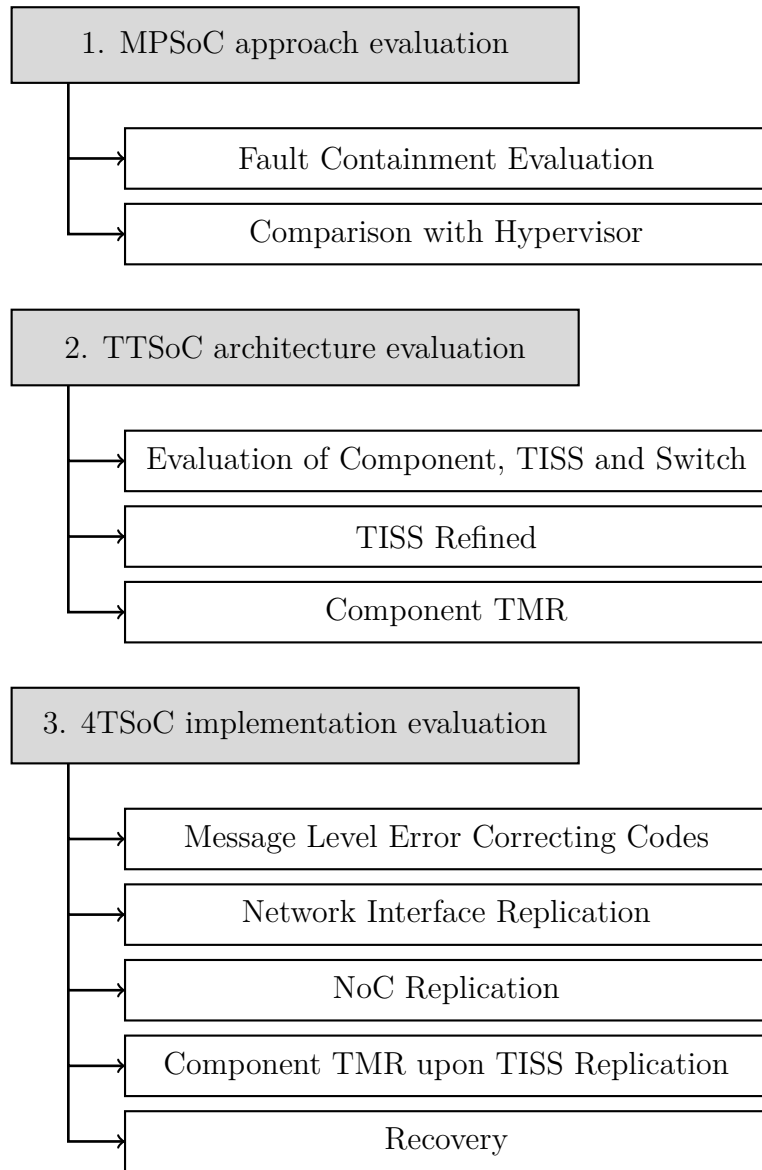 1. MPSoC approach evaluation
Fault Containment Evaluation
Comparison with Hypervisor
2. TTSoC architecture evaluation
Evaluation of Component, TISS and Switch
TISS Refined
Component TMR
3. 4TSoC implementation evaluation
Message Level Error Correcting Codes
Network Interface Replication
NoC Replication
Component TMR upon TISS Replication
Recovery